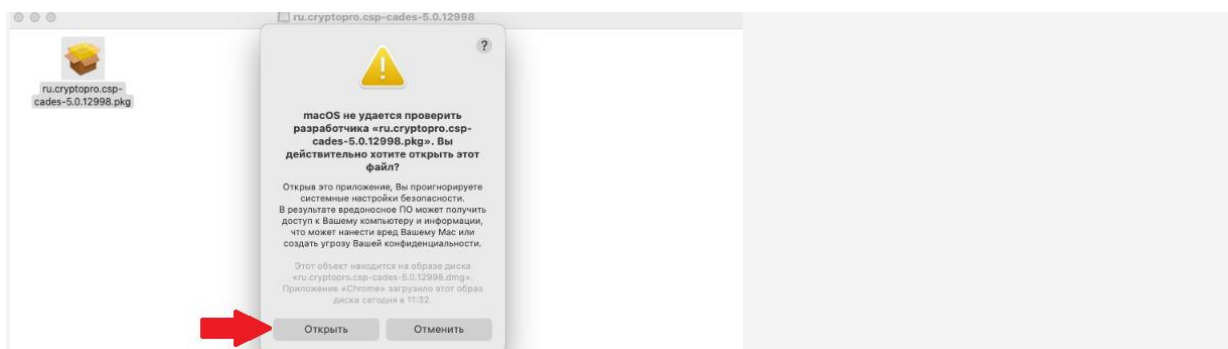 ru.cryptopro.csp-cades-5.0.12998
?
ru.cryptopro.csp-
cades-5.0.12998.pkg
macOS не удается проверить
разработчика «ru.cryptopro.csp-
cades-5.0.12998.pkg». Вы
действительно хотите открыть этот
файл?
Открыв это приложение, Вы проигнорируете
системные настройки безопасности.
В результате вредоносное ПО может получить
доступ к Вашему компьютеру и информации,
что может нанести вред Вашему Mac или
создать угрозу Вашей конфиденциальности.
Этот объект находится на образе диска
«ru.cryptopro.csp-cades-5.0.12998.dmg».
Приложение «Chrome» загрузило этот образ
диска сегодня в 11:32.
Открыть
Отменить